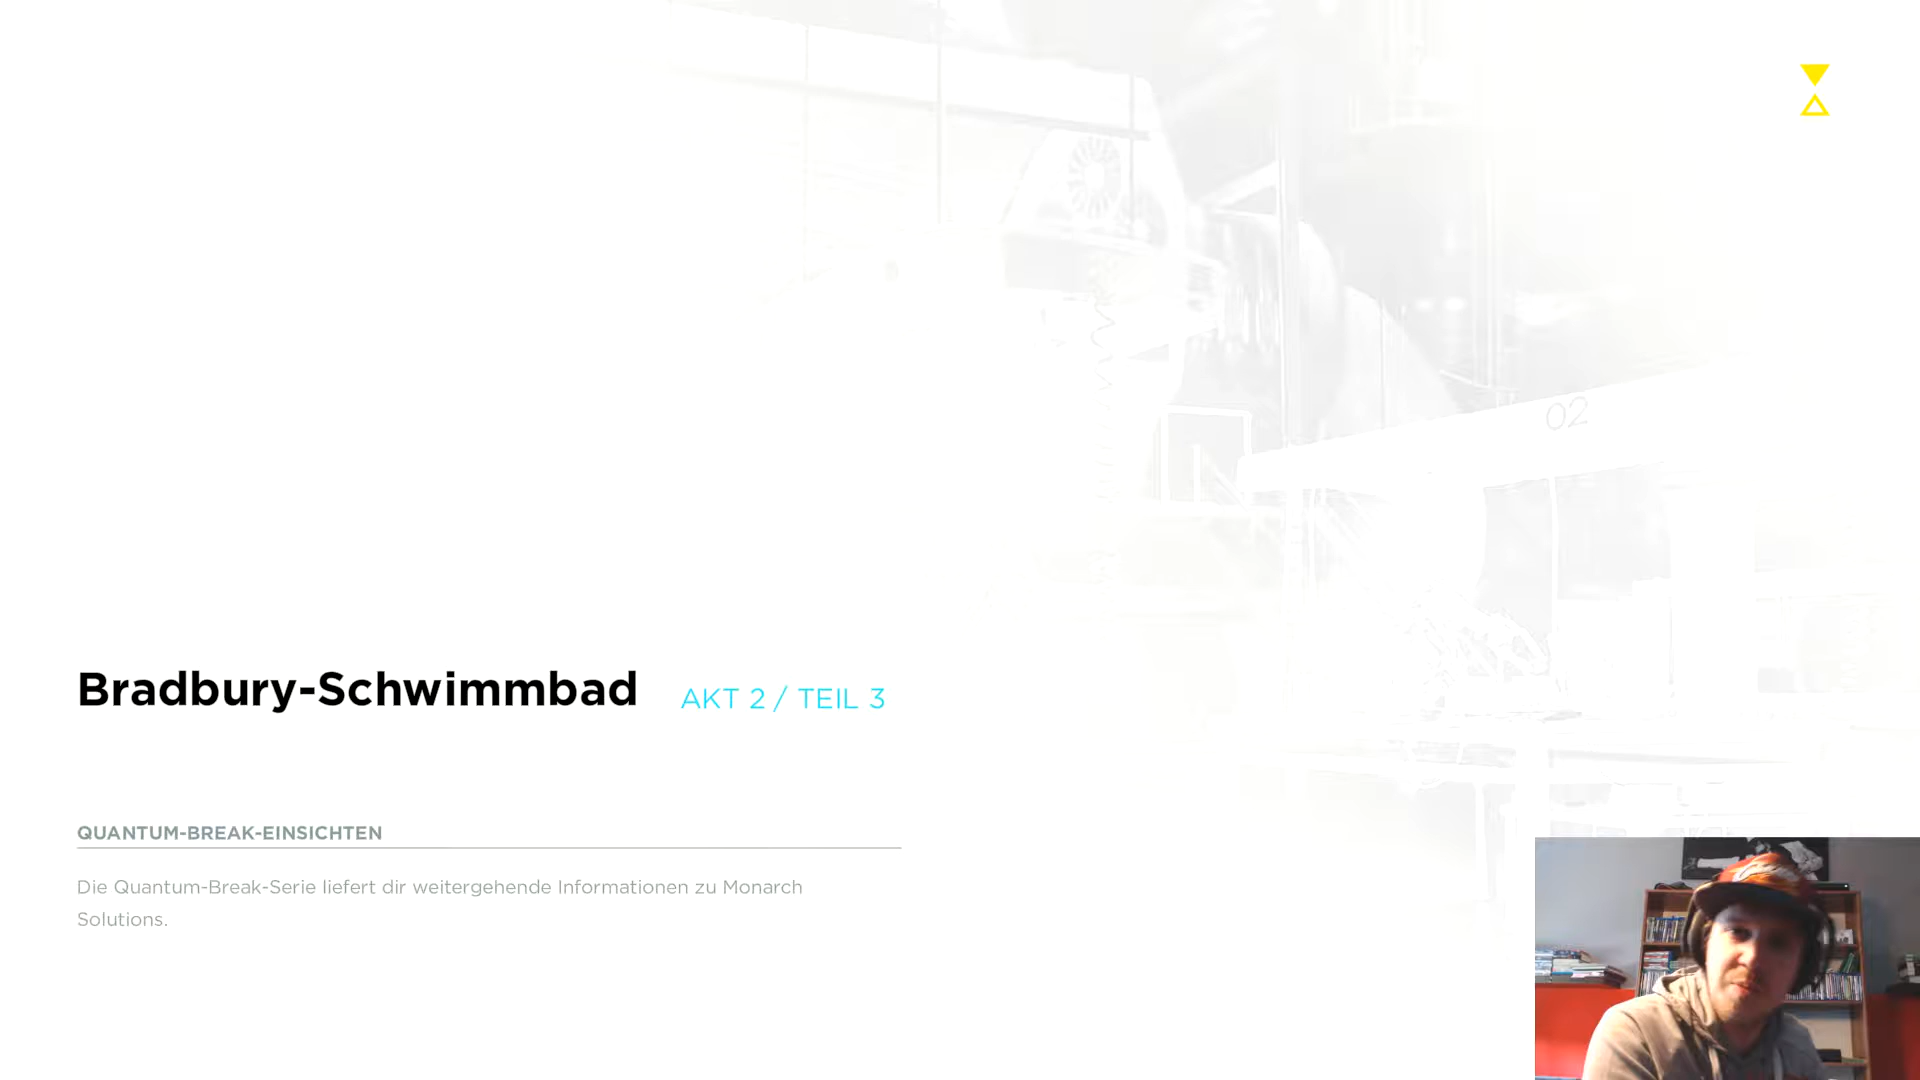 02
Bradbury-Schwimmbad AKT 2 / TEIL 3
QUANTUM-BREAK-EINSICHTEN
Die Quantum-Break-Serie liefert dir weitergehende Informationen zu Monarch
Solutions.